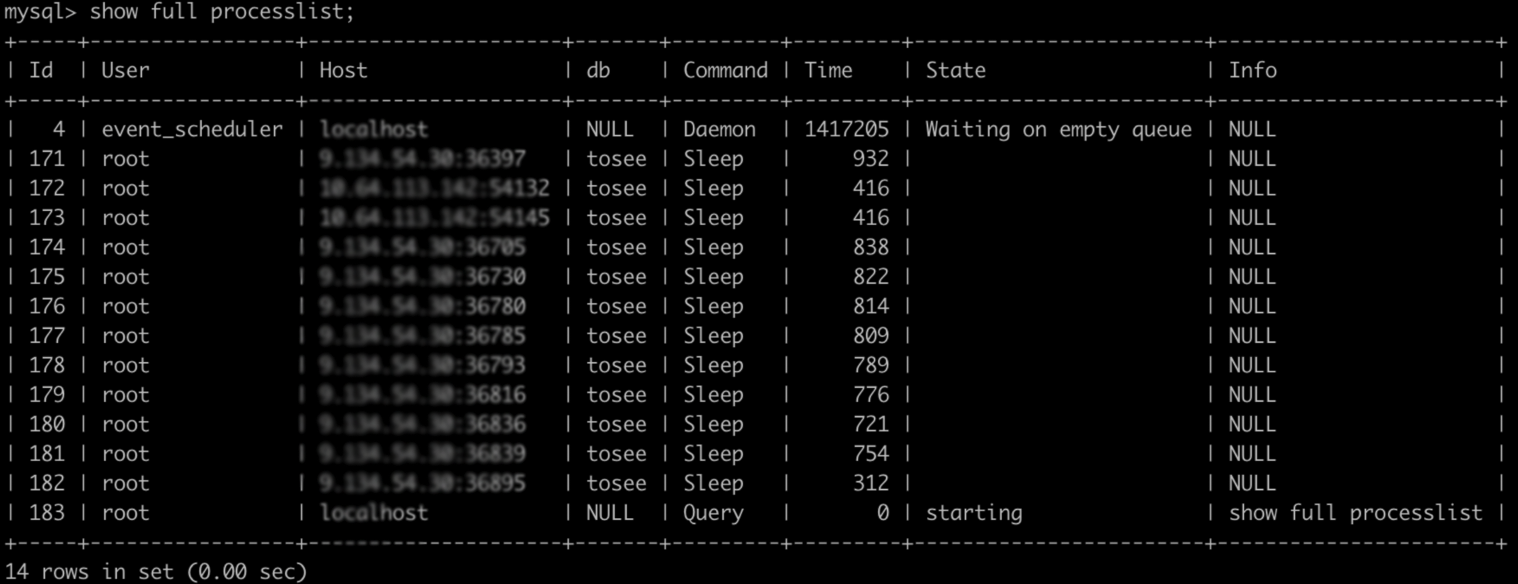 mysql> show full processlist;
+-----+-----------------+---------------------+-------+---------+---------+------------------------+-----------------------+
| Id  | User            | Host                | db    | Command | Time    | State                  | Info                  |
+-----+-----------------+---------------------+-------+---------+---------+------------------------+-----------------------+
|   4 | event_scheduler | localhost           | NULL  | Daemon  | 1417205 | Waiting on empty queue | NULL                  |
| 171 | root            | 9.134.54.30:36397   | tosee | Sleep   |     932 |                        | NULL                  |
| 172 | root            | 10.64.113.142:54132 | tosee | Sleep   |     416 |                        | NULL                  |
| 173 | root            | 10.64.113.142:54145 | tosee | Sleep   |     416 |                        | NULL                  |
| 174 | root            | 9.134.54.30:36705   | tosee | Sleep   |     838 |                        | NULL                  |
| 175 | root            | 9.134.54.30:36730   | tosee | Sleep   |     822 |                        | NULL                  |
| 176 | root            | 9.134.54.30:36780   | tosee | Sleep   |     814 |                        | NULL                  |
| 177 | root            | 9.134.54.30:36785   | tosee | Sleep   |     809 |                        | NULL                  |
| 178 | root            | 9.134.54.30:36793   | tosee | Sleep   |     789 |                        | NULL                  |
| 179 | root            | 9.134.54.30:36816   | tosee | Sleep   |     776 |                        | NULL                  |
| 180 | root            | 9.134.54.30:36836   | tosee | Sleep   |     721 |                        | NULL                  |
| 181 | root            | 9.134.54.30:36839   | tosee | Sleep   |     754 |                        | NULL                  |
| 182 | root            | 9.134.54.30:36895   | tosee | Sleep   |     312 |                        | NULL                  |
| 183 | root            | localhost           | NULL  | Query   |       0 | starting               | show full processlist |
+-----+-----------------+---------------------+-------+---------+---------+------------------------+-----------------------+
14 rows in set (0.00 sec)